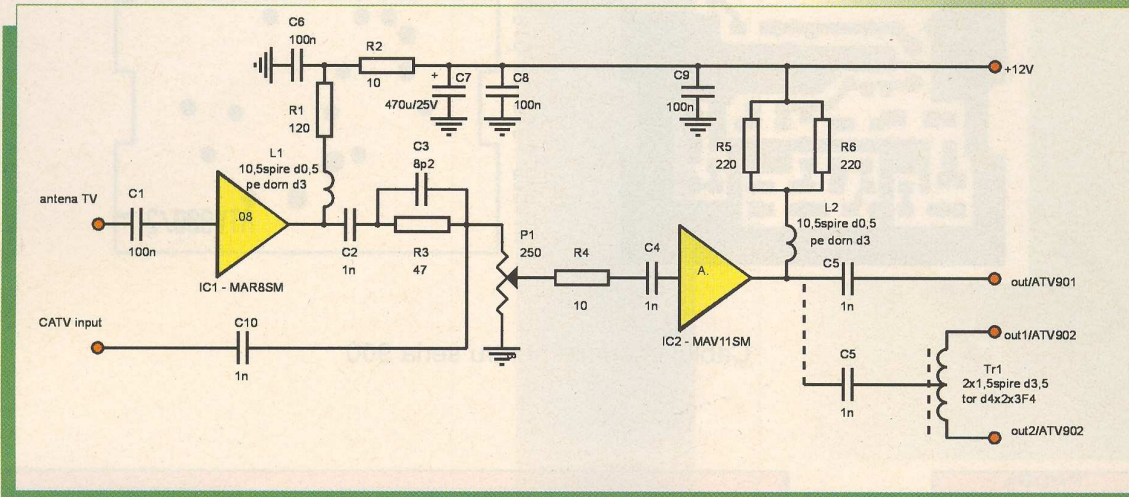 C6
100n
R2
10
+
C7
470u/25V
C8
100n
C9
100n
+12V
R1
120
L1
10,5spire d0,5
pe dorn d3
C3
8p2
R5
220
R6
220
antena TV
C1
100n
.08
IC1 - MAR8SM
C2
1n
R3
47
P1
250
R4
10
C4
1n
A.
IC2 - MAV11SM
L2
10,5spire d0,5
pe dorn d3
C5
1n
out/ATV901
CATV input
C10
1n
C5
1n
out1/ATV902
Tr1
2x1,5spire d3,5
tor d4x2x3F4
out2/ATV902